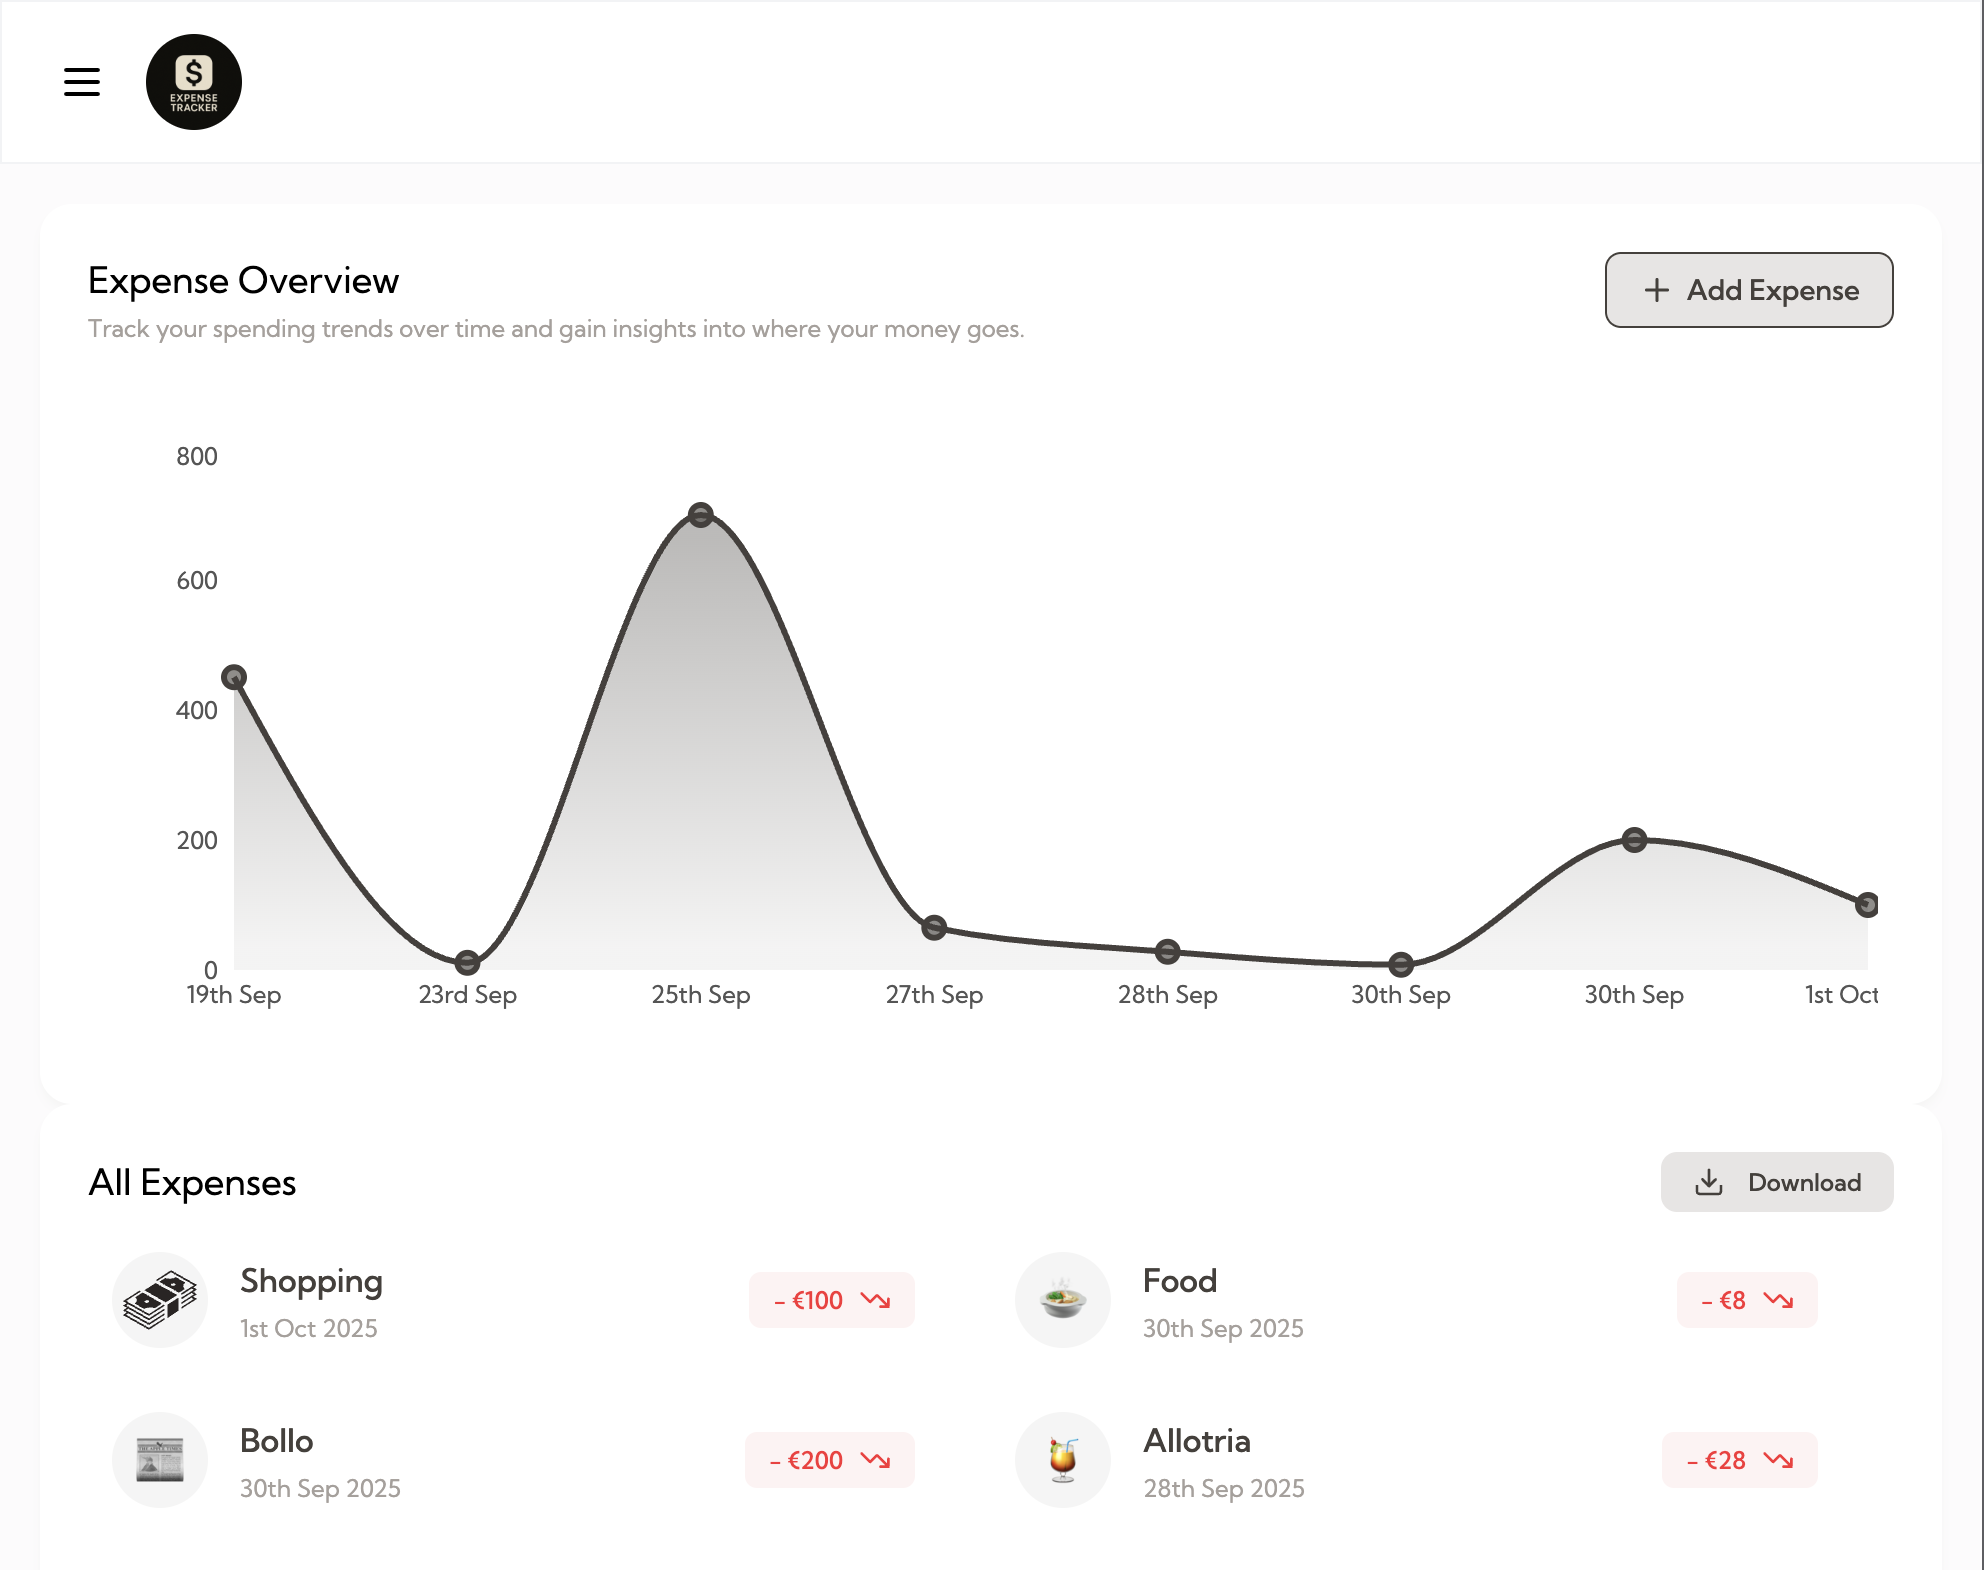 $
EXPENSE
TRACKER
Expense Overview
Track your spending trends over time and gain insights into where your money goes.
+ Add Expense
800
600
400
200
0
19th Sep
23rd Sep
25th Sep
27th Sep
28th Sep
30th Sep
30th Sep
1st Oct
All Expenses
Download
Shopping
1st Oct 2025
- €100
Food
30th Sep 2025
- €8
Bollo
30th Sep 2025
- €200
Allotria
28th Sep 2025
- €28